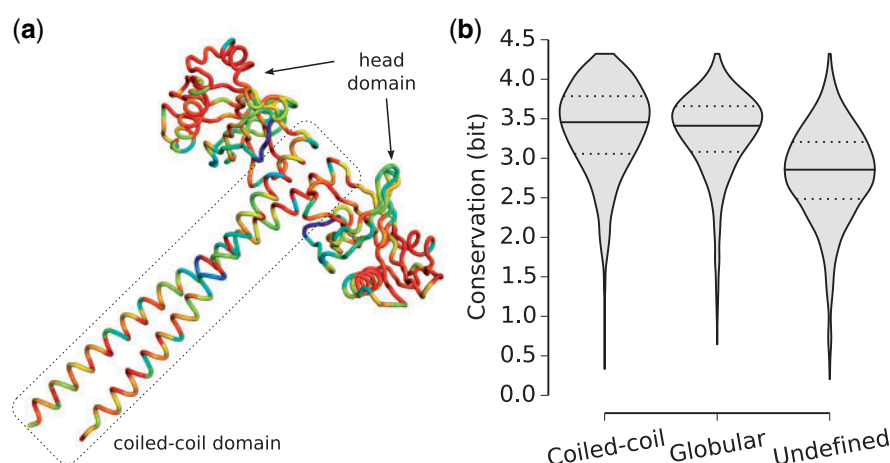 (a)
head
domain
coiled-coil domain
(b)
Conservation (bit)
4.5
4.0
3.5
3.0
2.5
2.0
1.5
1.0
0.5
0.0
Coiled-coil
Globular
Undefined